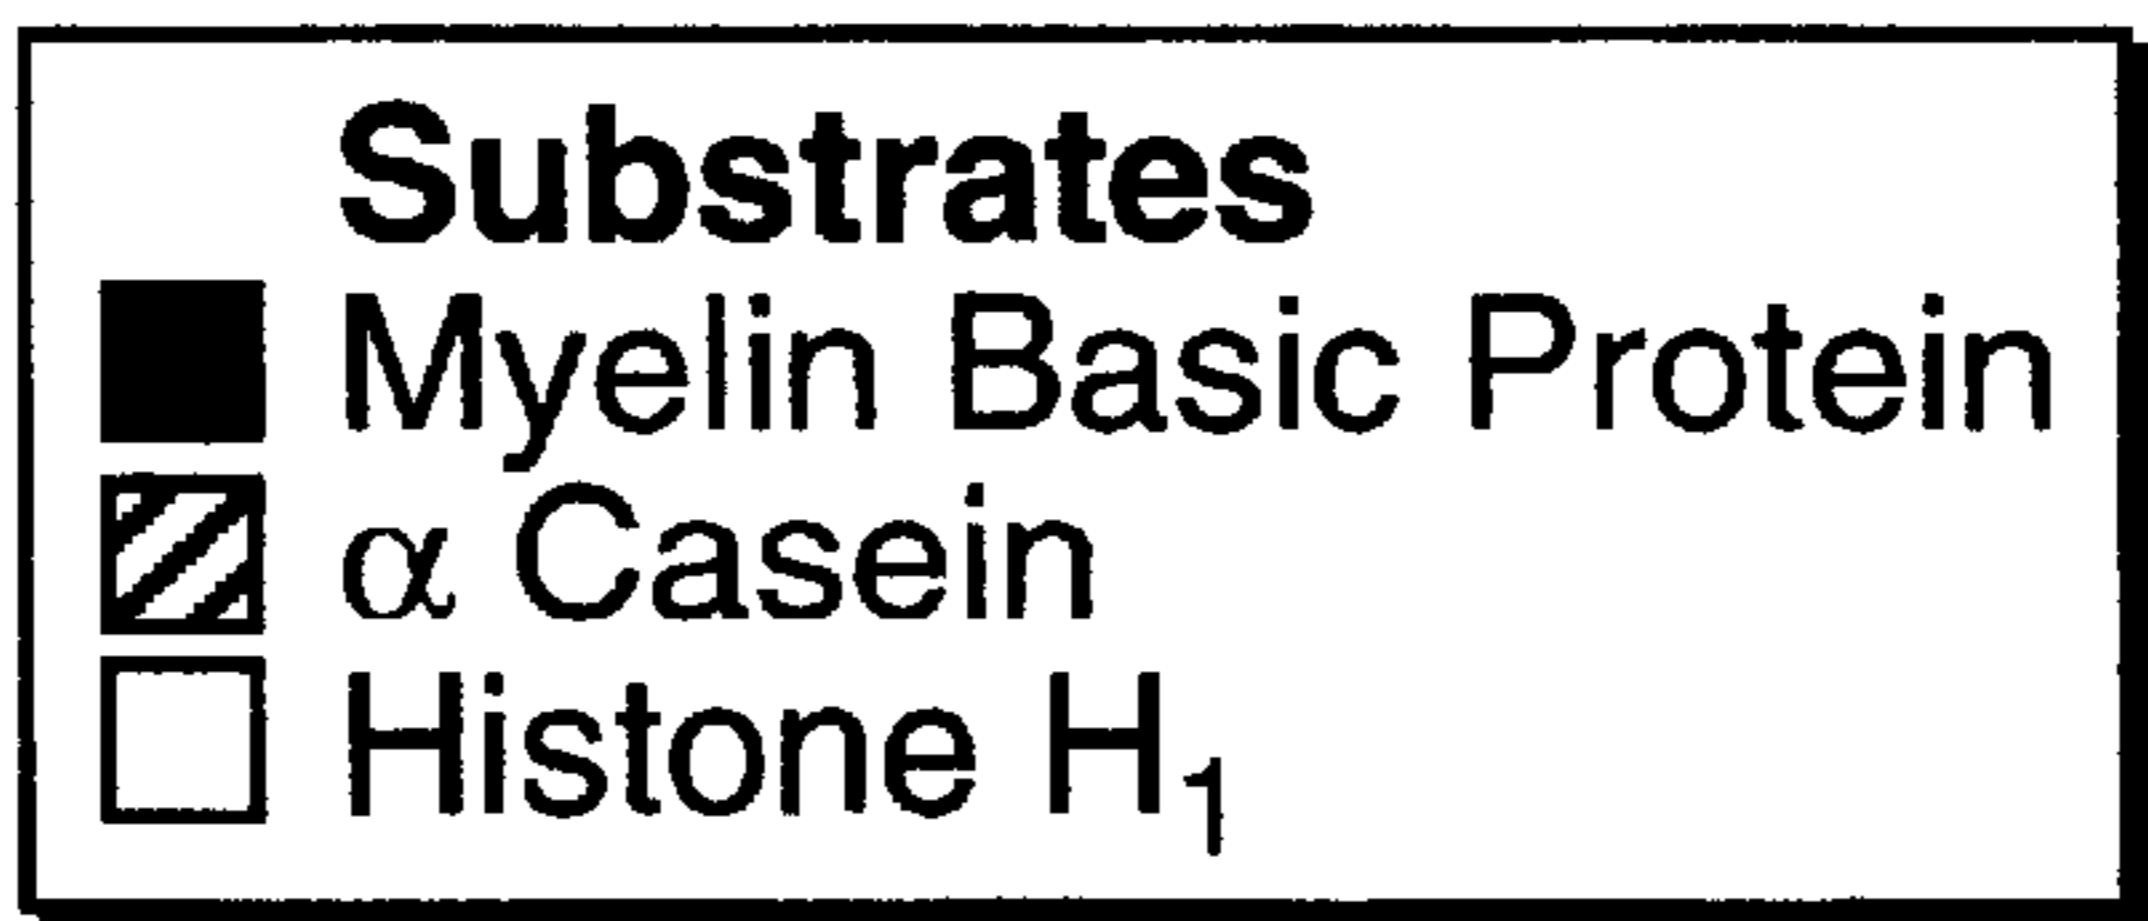 Substrates
Myelin Basic Protein
α Casein
Histone H₁